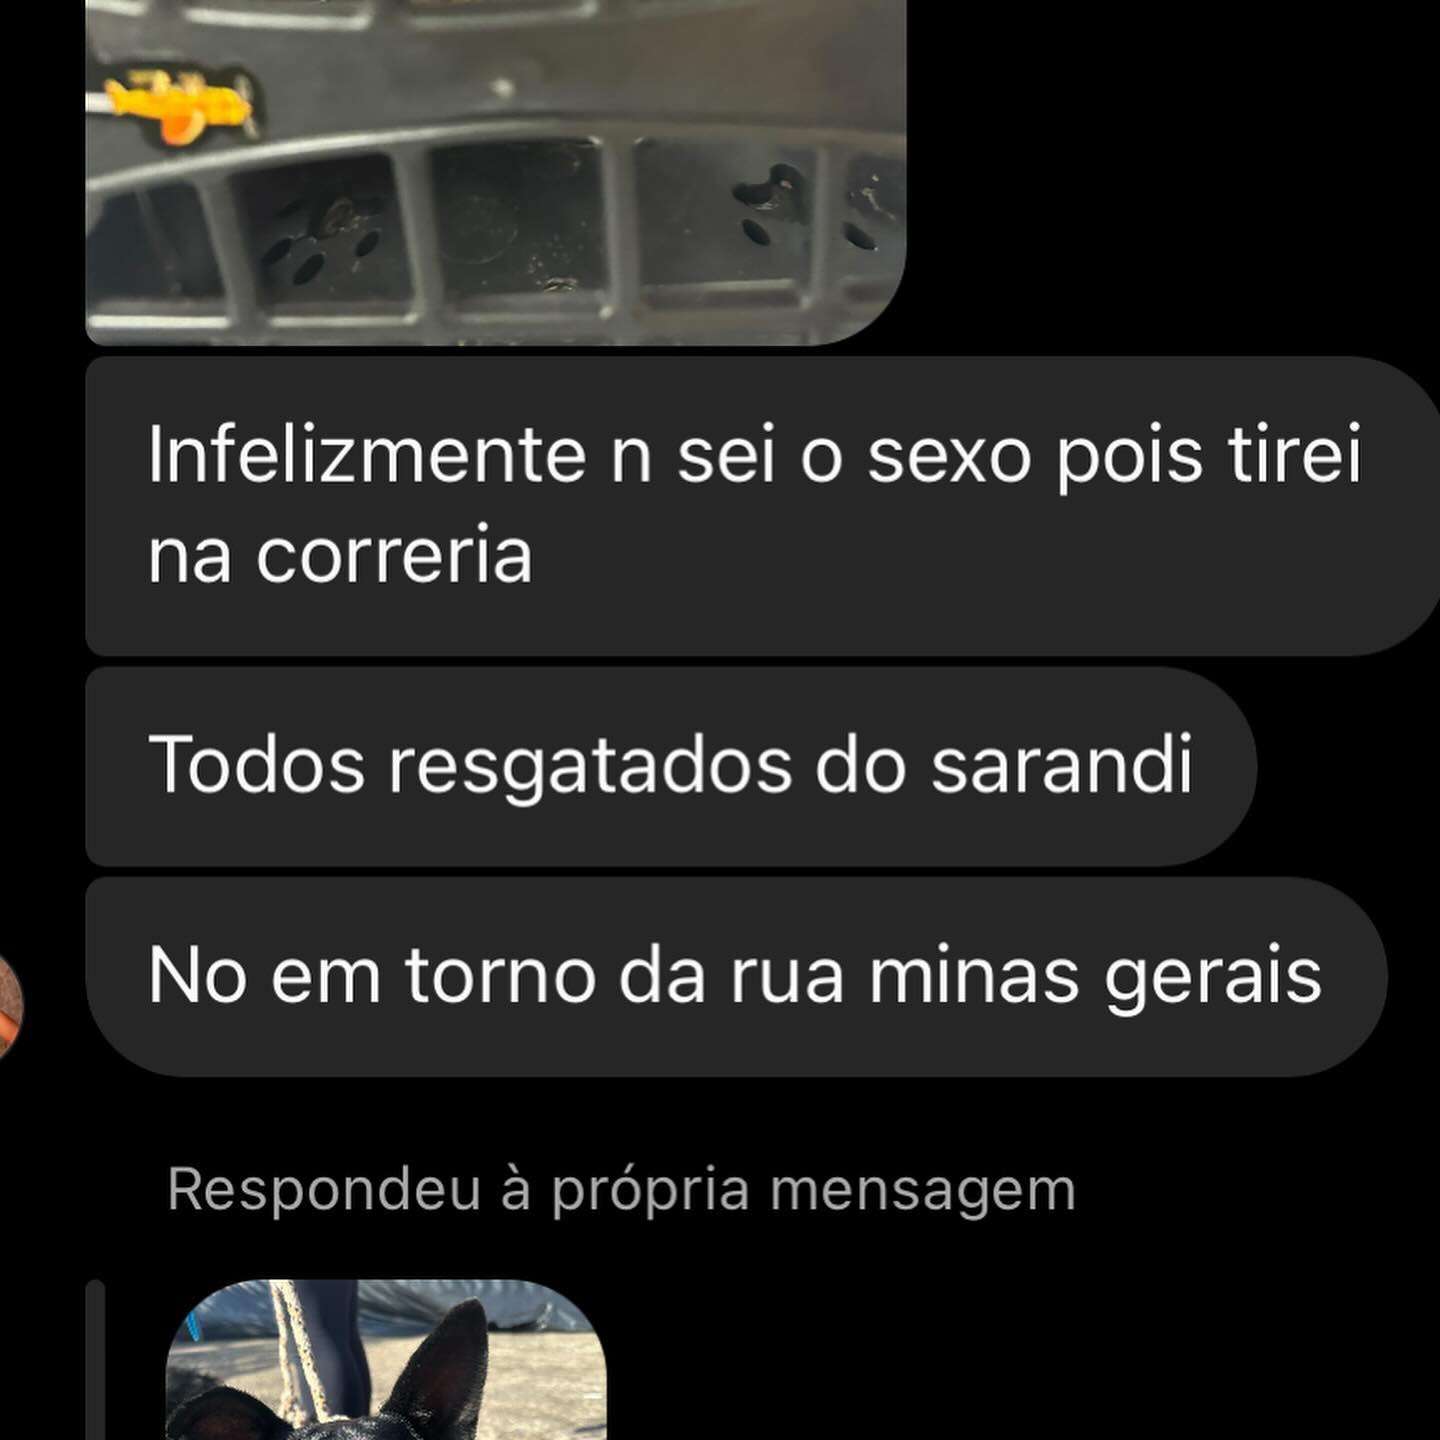 Infelizmente n sei o sexo pois tirei
na correria
Todos resgatados do sarandi
No em torno da rua minas gerais
Respondeu à própria mensagem